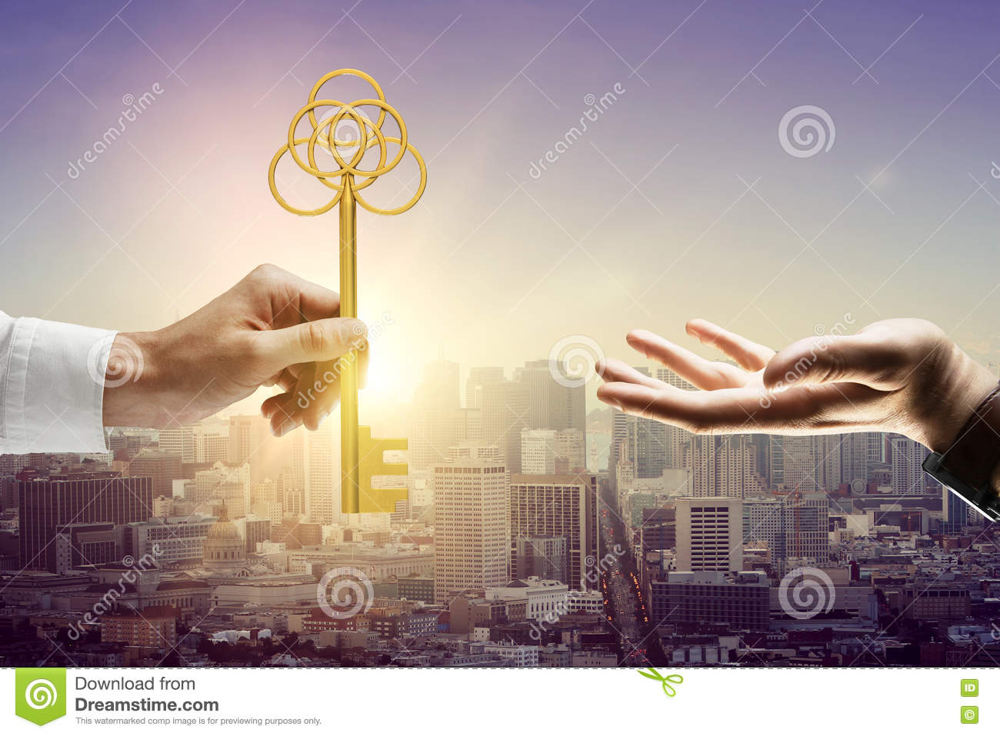 dreamstime
dreamstime
dreamstime
dreamstime
dreamstime
dreamstime
dreamstime
Download from
Dreamstime.com
This watermarked comp image is for previewing purposes only.
ID
©